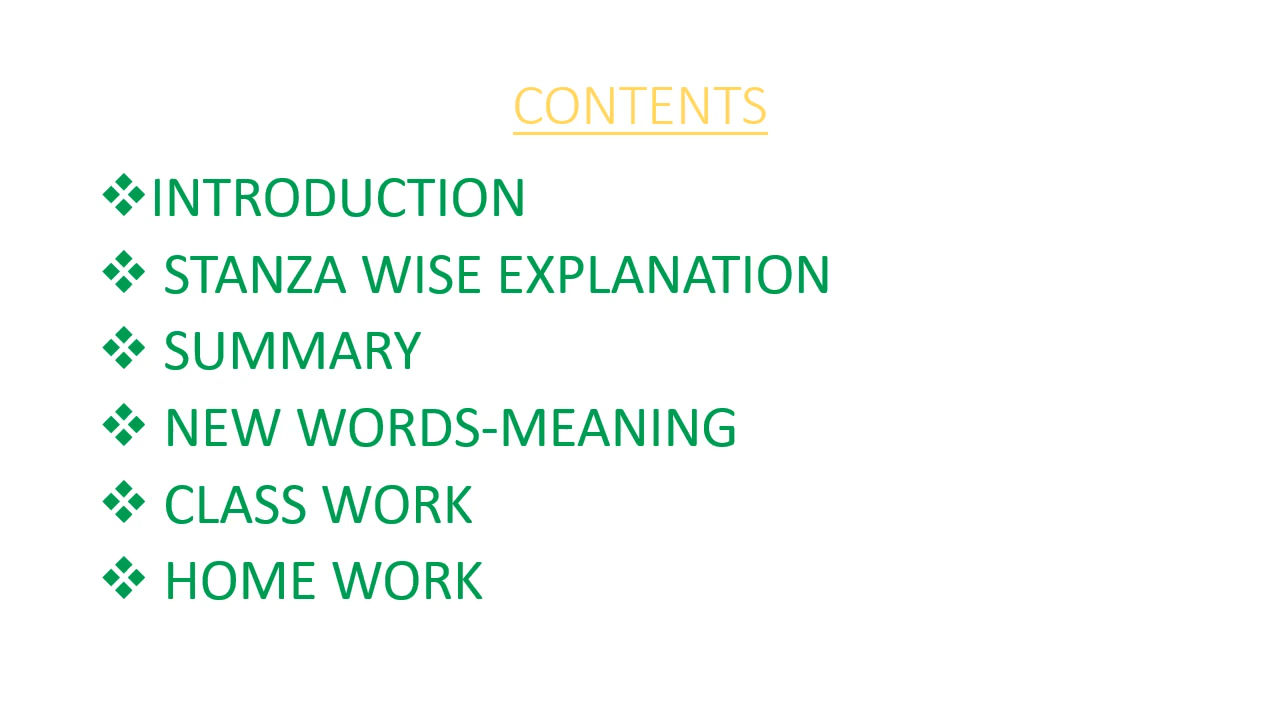 CONTENTS
❖INTRODUCTION
❖ STANZA WISE EXPLANATION
❖ SUMMARY
❖ NEW WORDS-MEANING
❖ CLASS WORK
❖ HOME WORK